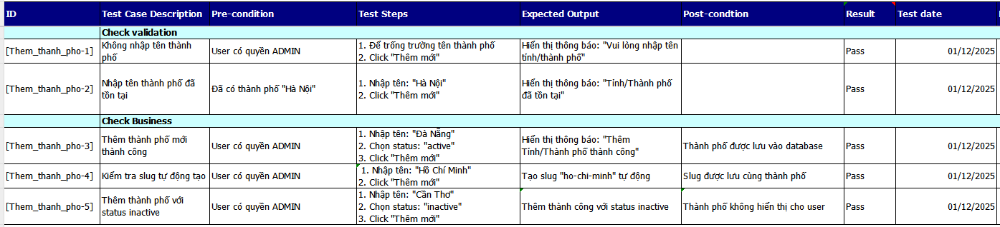 ID Test Case Description Pre-condition Test Steps Expected Output Post-condtion Result Test date
Check validation
[Them_thanh_pho-1] Không nhập tên thành phố User có quyền ADMIN 1. Để trống trường tên thành phố Hiển thị thông báo: "Vui lòng nhập tên tỉnh/thành phố" Pass 01/12/2025
2. Click "Thêm mới"
[Them_thanh_pho-2] Nhập tên thành phố đã tồn tại Đã có thành phố "Hà Nội" 1. Nhập tên: "Hà Nội" Hiển thị thông báo: "Tỉnh/Thành phố đã tồn tại" Pass 01/12/2025
2. Click "Thêm mới"
Check Business
[Them_thanh_pho-3] Thêm thành phố mới thành công User có quyền ADMIN 1. Nhập tên: "Đà Nẵng" Hiển thị thông báo: "Thêm Tỉnh/Thành phố thành công" Thành phố được lưu vào database Pass 01/12/2025
2. Chọn status: "active"
3. Click "Thêm mới"
[Them_thanh_pho-4] Kiểm tra slug tự động tạo User có quyền ADMIN 1. Nhập tên: "Hồ Chí Minh" Tạo slug "ho-chi-minh" tự động Slug được lưu cùng thành phố Pass 01/12/2025
2. Click "Thêm mới"
[Them_thanh_pho-5] Thêm thành phố với status inactive User có quyền ADMIN 1. Nhập tên: "Cần Thơ" Thêm thành công với status inactive Thành phố không hiển thị cho user Pass 01/12/2025
2. Chọn status: "inactive"
3. Click "Thêm mới"